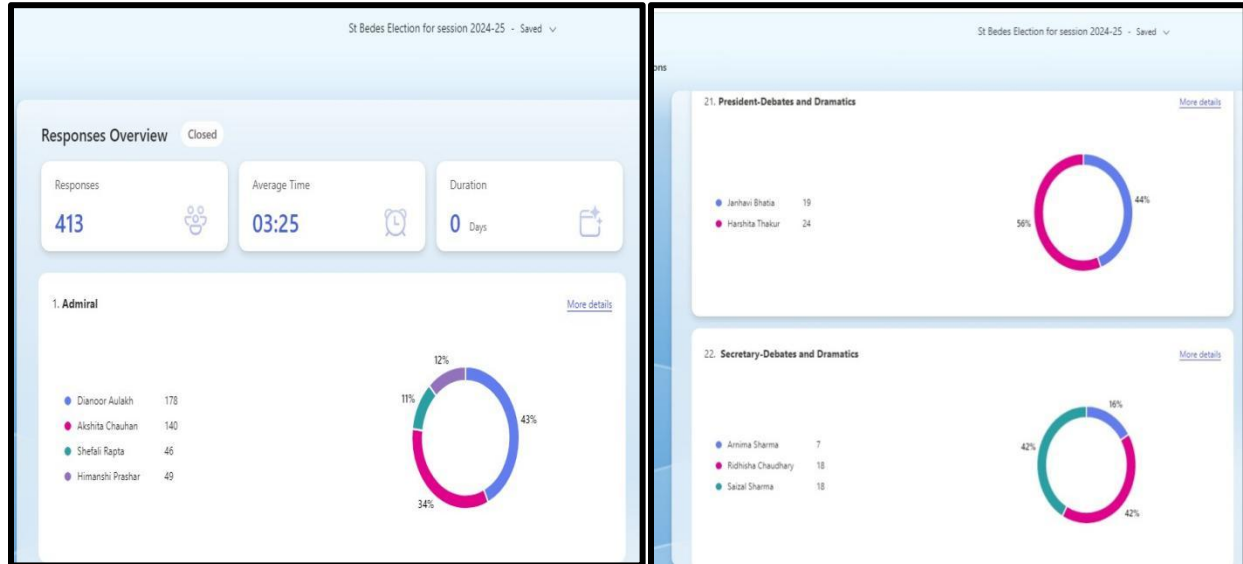 St Bedes Election for session 2024-25 - Saved
Responses Overview Closed
Responses
413
Average Time
03:25
Duration
0 Days
1. Admiral
More details
Dianoor Aulakh 178
Akshita Chauhan 140
Shefali Rapta 46
Himanshi Prashar 49
12%
11%
43%
34%
St Bedes Election for session 2024-25 - Saved
ons
21. President-Debates and Dramatics
More details
Janhavi Bhatia 19
Harshita Thakur 24
44%
56%
22. Secretary-Debates and Dramatics
More details
Arnima Sharma 7
Ridhisha Chaudhary 18
Saizal Sharma 18
16%
42%
42%